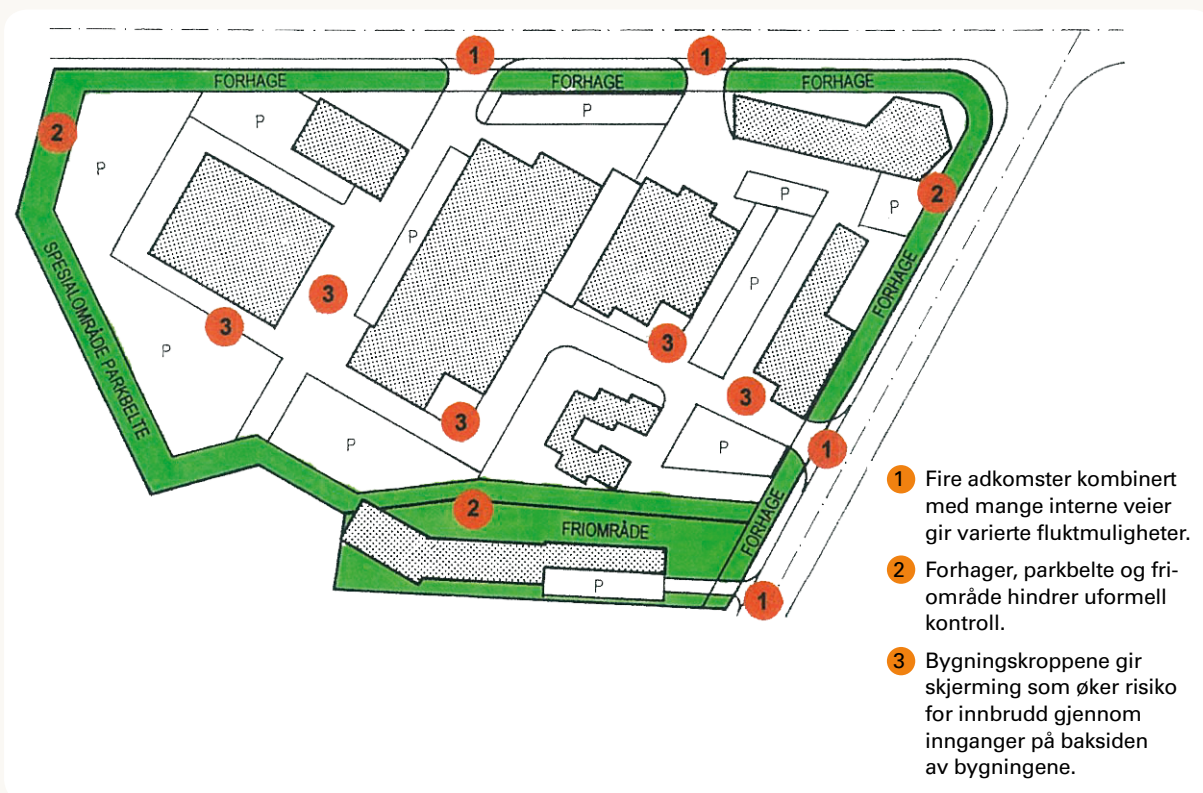 1
1
FORHAGE
FORHAGE
FORHAGE
P
P
2
P
2
P
P
P
P
FORHAGE
SPESIALOMRÅDE PARKBELTE
3
3
3
P
3
3
P
P
1
2
FRIOMRÅDE
FORHAGE
P
1
1 Fire adkomster kombinert
med mange interne veier
gir varierte fluktmuligheter.
2 Forhager, parkbelte og fri-
område hindrer uformell
kontroll.
3 Bygningskroppene gir
skjerming som øker risiko
for innbrudd gjennom
innganger på baksiden
av bygningene.